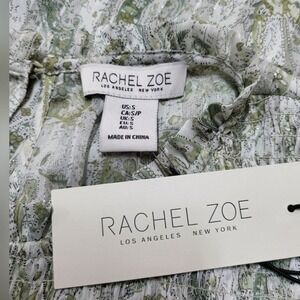 RACHEL ZOE
LOS ANGELES NEW YORK
US:S
CA:S/P
UK:S
EU:S
AU:S
MADE IN CHINA
RACHEL ZOE
LOS ANGELES NEW YORK